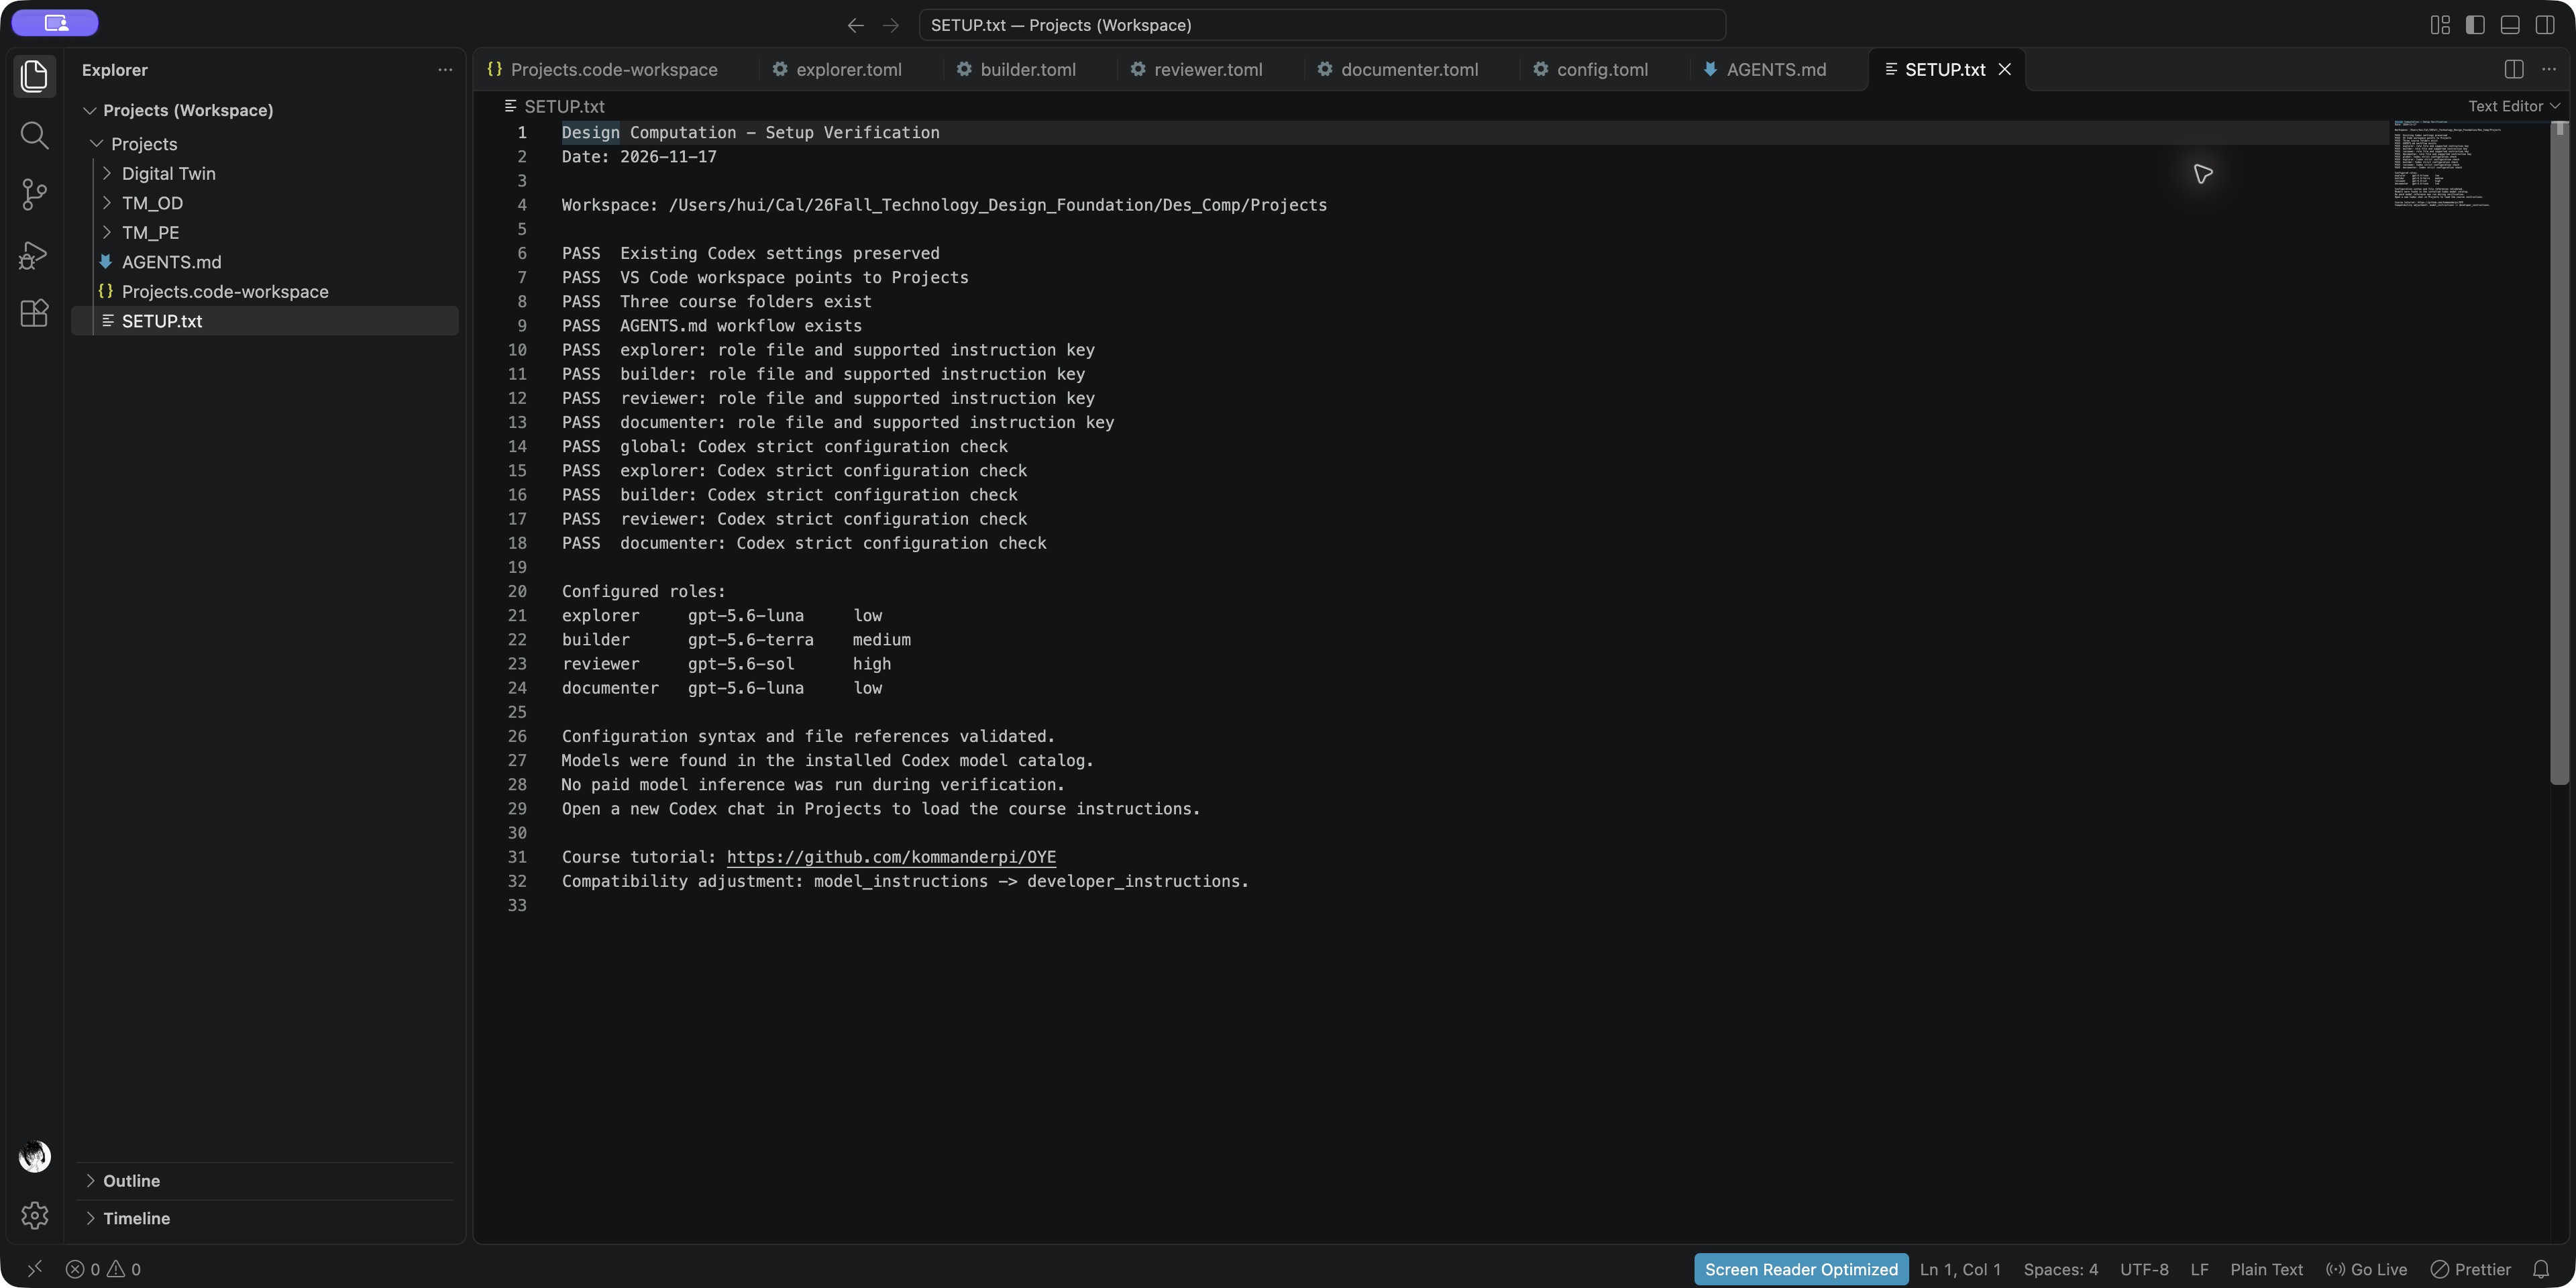 SETUP.txt — Projects (Workspace)
Explorer
Projects (Workspace)
Projects
Digital Twin
TM_OD
TM_PE
AGENTS.md
Projects.code-workspace
SETUP.txt
Outline
Timeline
Projects.code-workspace explorer.toml builder.toml reviewer.toml documenter.toml config.toml AGENTS.md SETUP.txt
SETUP.txt
Text Editor
1 Design Computation — Setup Verification
2 Date: 2026-11-17
3
4 Workspace: /Users/hui/Cal/26Fall_Technology_Design_Foundation/Des_Comp/Projects
5
6 PASS Existing Codex settings preserved
7 PASS VS Code workspace points to Projects
8 PASS Three course folders exist
9 PASS AGENTS.md workflow exists
10 PASS explorer: role file and supported instruction key
11 PASS builder: role file and supported instruction key
12 PASS reviewer: role file and supported instruction key
13 PASS documenter: role file and supported instruction key
14 PASS global: Codex strict configuration check
15 PASS explorer: Codex strict configuration check
16 PASS builder: Codex strict configuration check
17 PASS reviewer: Codex strict configuration check
18 PASS documenter: Codex strict configuration check
19
20 Configured roles:
21 explorer gpt-5.6-luna low
22 builder gpt-5.6-terra medium
23 reviewer gpt-5.6-sol high
24 documenter gpt-5.6-luna low
25
26 Configuration syntax and file references validated.
27 Models were found in the installed Codex model catalog.
28 No paid model inference was run during verification.
29 Open a new Codex chat in Projects to load the course instructions.
30
31 Course tutorial: https://github.com/kommanderpi/OYE
32 Compatibility adjustment: model_instructions -> developer_instructions.
33
0 0
Screen Reader Optimized Ln 1, Col 1 Spaces: 4 UTF-8 LF Plain Text Go Live Prettier